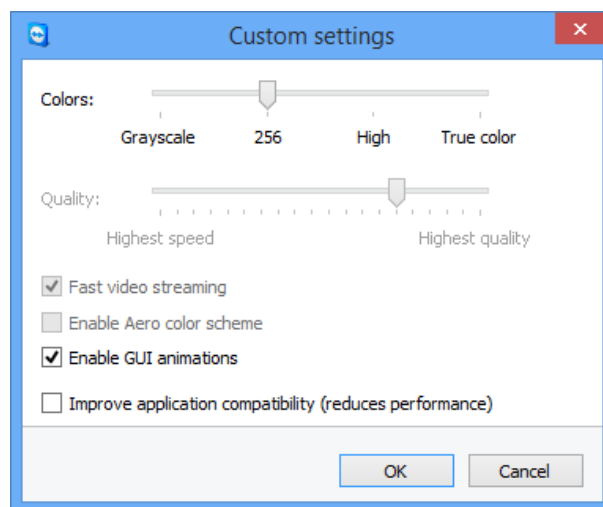 Custom settings
Colors:
Grayscale 256 High True color
Quality:
Highest speed Highest quality
Fast video streaming
Enable Aero color scheme
Enable GUI animations
Improve application compatibility (reduces performance)
OK Cancel